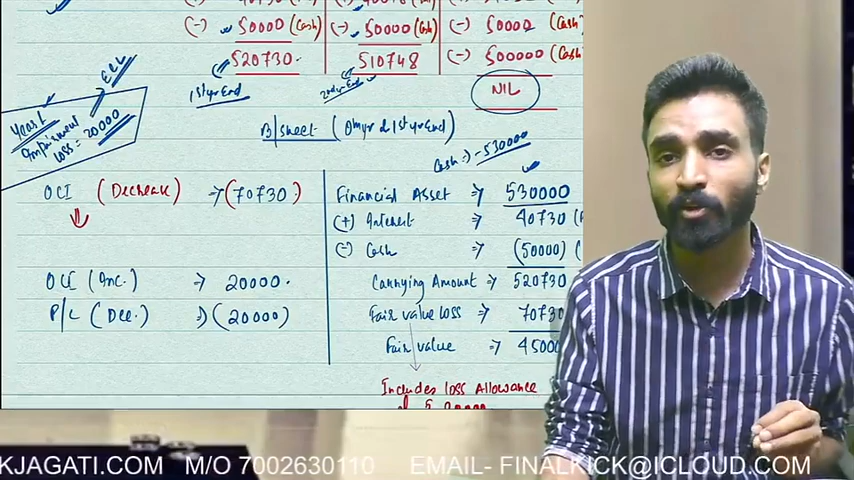 (-) 50000 (Cash)
(-) 50000 (Cash)
(-) 50000 (Cash
520730
510748
(-) 500000 (Cash
1st yr End
2nd yr End
NIL
ECL
Year 1
Impairment
loss = 20000
B/Sheet (0th yr & 1st yr End)
Cash => -530000
OCI (Decrease) => (70730)
Financial Asset => 530000
(+) Interest => 40730
(-) Cash => (50000)
OCI (Inc.) => 20000.
Carrying Amount => 520730
P/L (Dec.) => (20000)
Fair value loss => 70730
Fair value => 45000
Includes loss Allowance
of 20000
KJAGATI.COM M/O 7002630110 EMAIL- FINALKICK@ICLOUD.COM